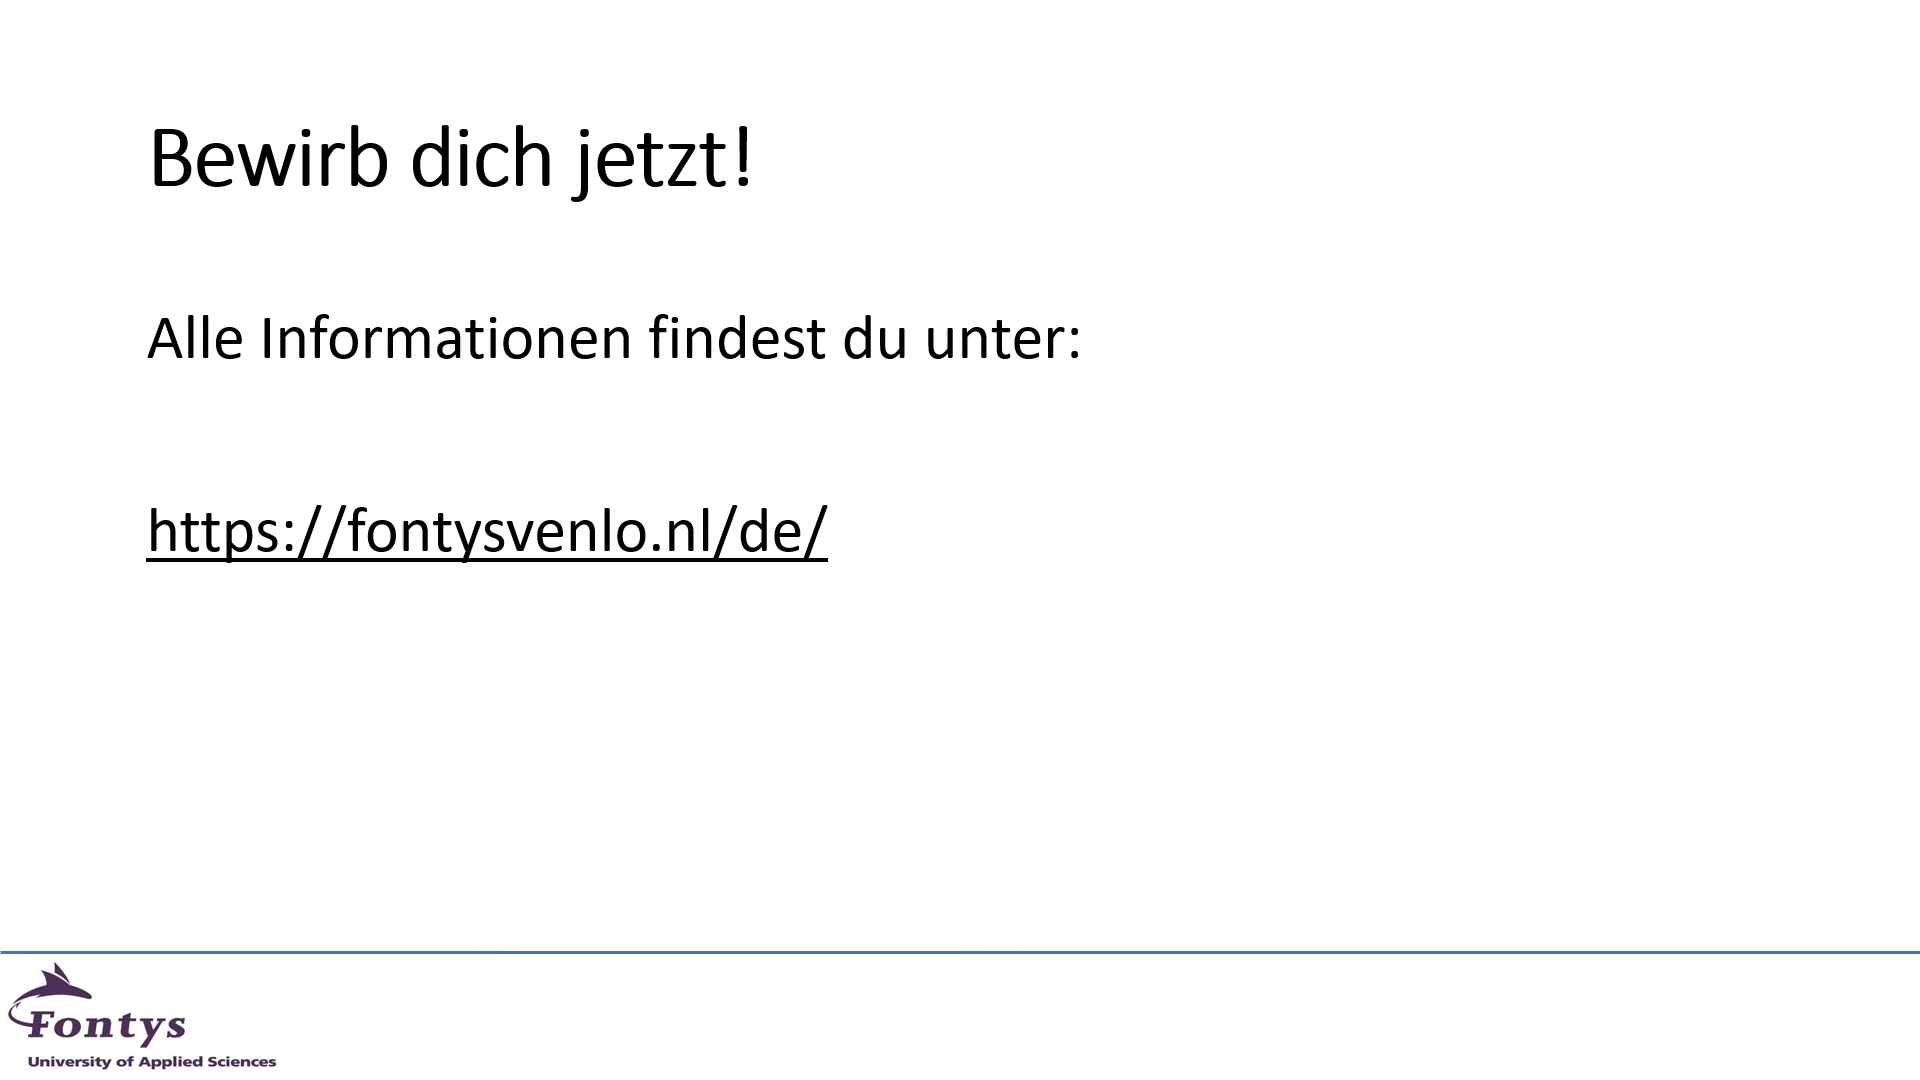 Bewirb dich jetzt!
Alle Informationen findest du unter:
https://fontysvenlo.nl/de/
Fontys
University of Applied Sciences